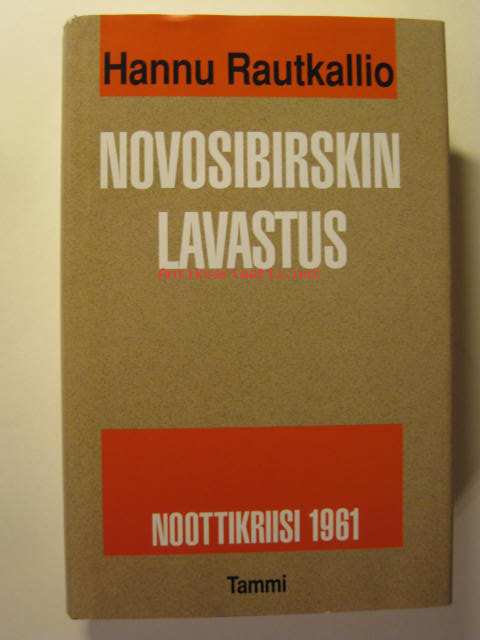 Hannu Rautkallio
NOVOSIBIRSKIN
LAVASTUS
NOOTTIKRIISI 1961
Tammi